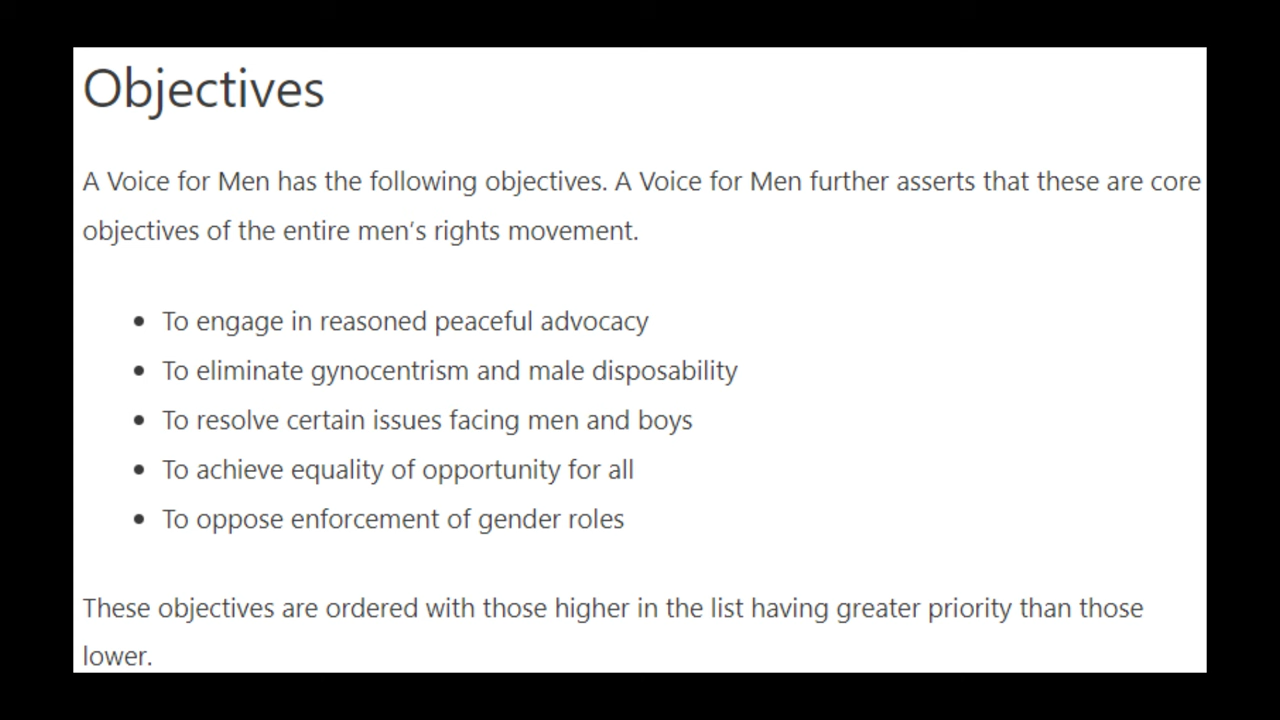 Objectives
A Voice for Men has the following objectives. A Voice for Men further asserts that these are core
objectives of the entire men’s rights movement.
• To engage in reasoned peaceful advocacy
• To eliminate gynocentrism and male disposability
• To resolve certain issues facing men and boys
• To achieve equality of opportunity for all
• To oppose enforcement of gender roles
These objectives are ordered with those higher in the list having greater priority than those
lower.